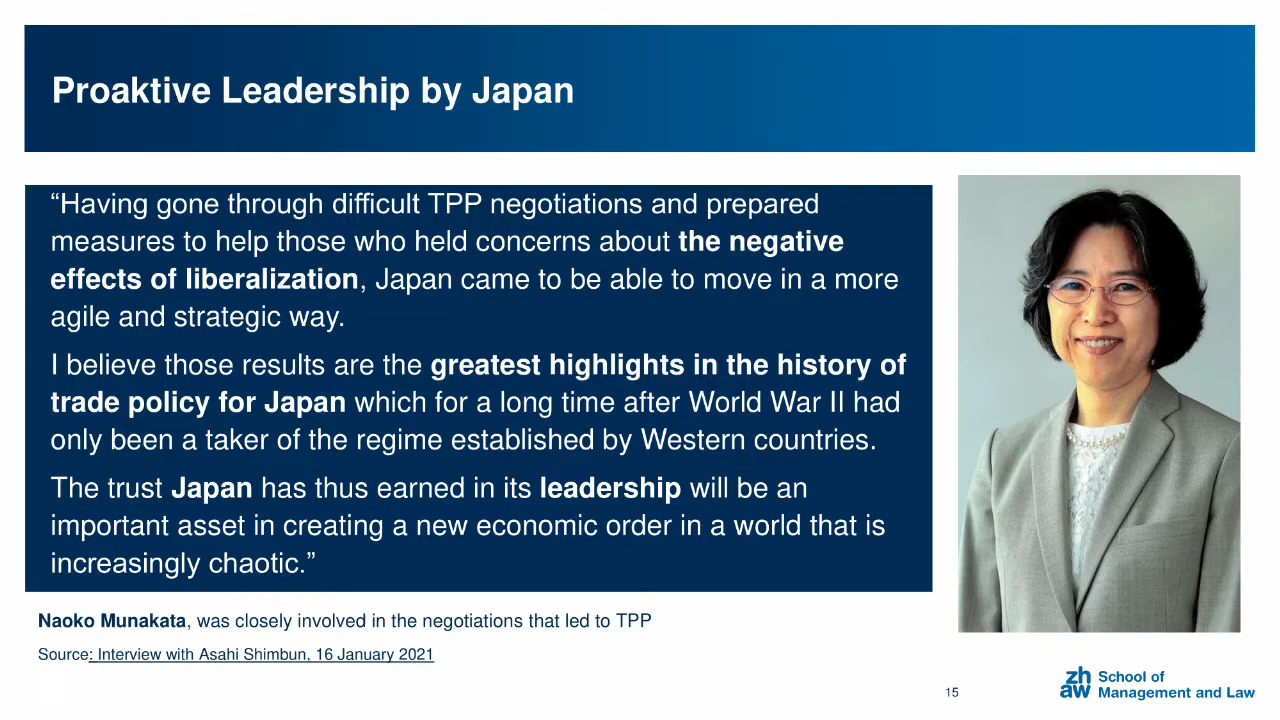 Proaktive Leadership by Japan
“Having gone through difficult TPP negotiations and prepared
measures to help those who held concerns about the negative
effects of liberalization, Japan came to be able to move in a more
agile and strategic way.
I believe those results are the greatest highlights in the history of
trade policy for Japan which for a long time after World War II had
only been a taker of the regime established by Western countries.
The trust Japan has thus earned in its leadership will be an
important asset in creating a new economic order in a world that is
increasingly chaotic.”
Naoko Munakata, was closely involved in the negotiations that led to TPP
Source: Interview with Asahi Shimbun, 16 January 2021
15
zh
aw
School of
Management and Law